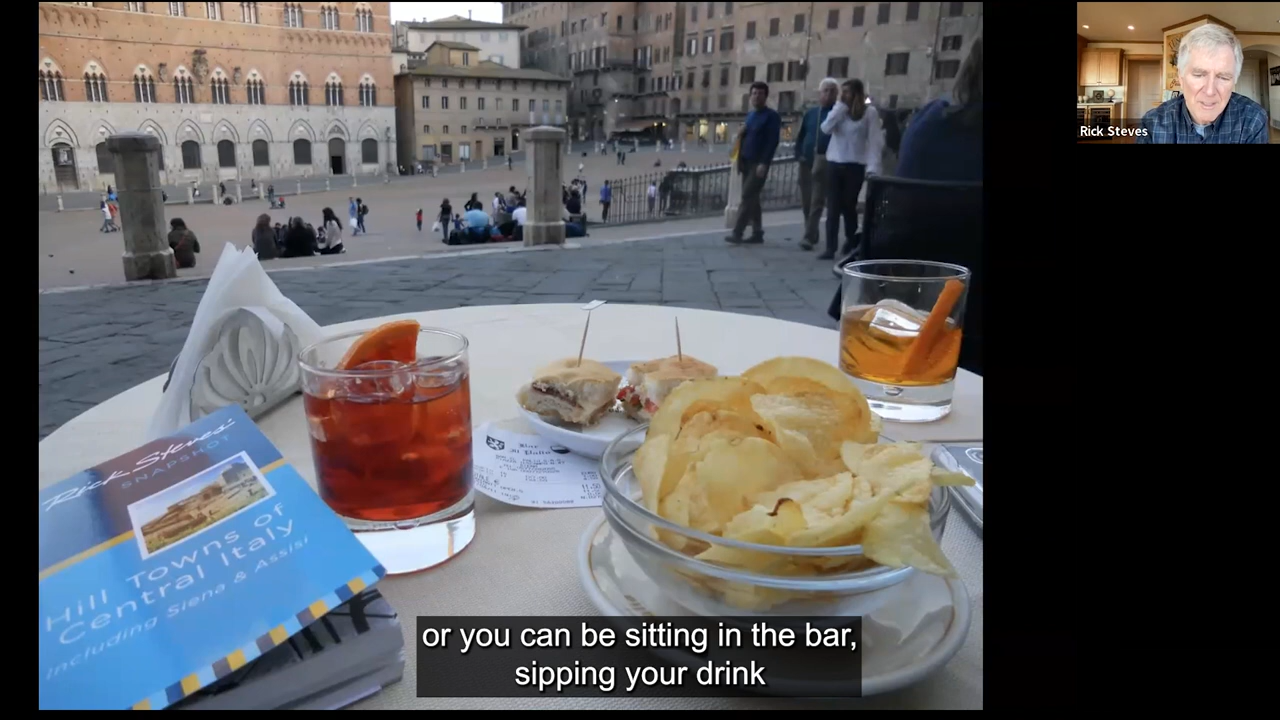 Rick Steves
Rick Steves'
SNAPSHOT
Hill Towns of
Central Italy
Including Siena & Assisi
or you can be sitting in the bar,
sipping your drink